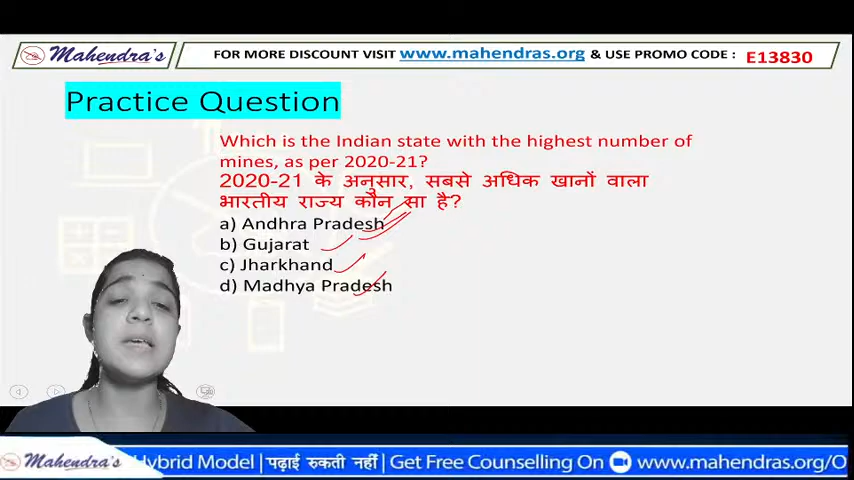 Mahendra's
FOR MORE DISCOUNT VISIT www.mahendras.org & USE PROMO CODE : E13830
Practice Question
Which is the Indian state with the highest number of
mines, as per 2020-21?
2020-21 के अनुसार, सबसे अधिक खानों वाला
भारतीय राज्य कौन सा है?
a) Andhra Pradesh
b) Gujarat
c) Jharkhand
d) Madhya Pradesh
Mahendra's Hybrid Model | पढ़ाई रुकती नहीं | Get Free Counselling On www.mahendras.org/O